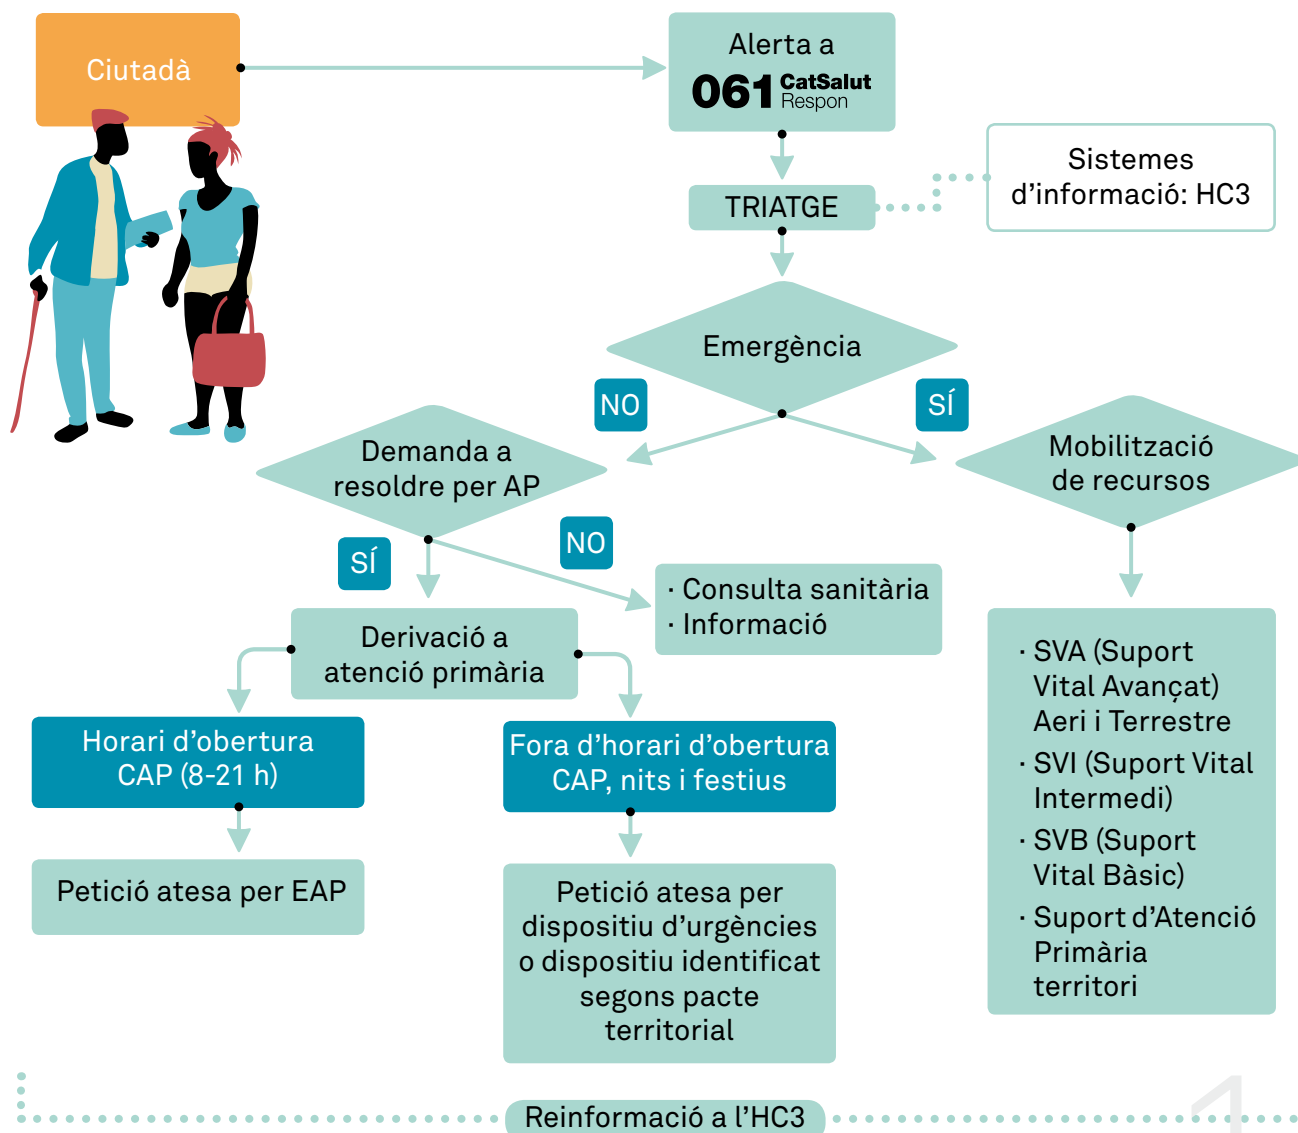 Ciutadà
Alerta a
061 CatSalut
Respon
Sistemes
d’informació: HC3
TRIATGE
Emergència
NO
SÍ
Demanda a
resoldre per AP
Mobilització
de recursos
SÍ
NO
· Consulta sanitària
· Informació
Derivació a
atenció primària
Horari d’obertura
CAP (8-21 h)
Fora d’horari d’obertura
CAP, nits i festius
Petició atesa per EAP
Petició atesa per
dispositiu d’urgències
o dispositiu identificat
segons pacte
territorial
· SVA (Suport
Vital Avançat)
Aeri i Terrestre
· SVI (Suport Vital
Intermedi)
· SVB (Suport
Vital Bàsic)
· Suport d’Atenció
Primària
territori
Reinformació a l’HC3
1